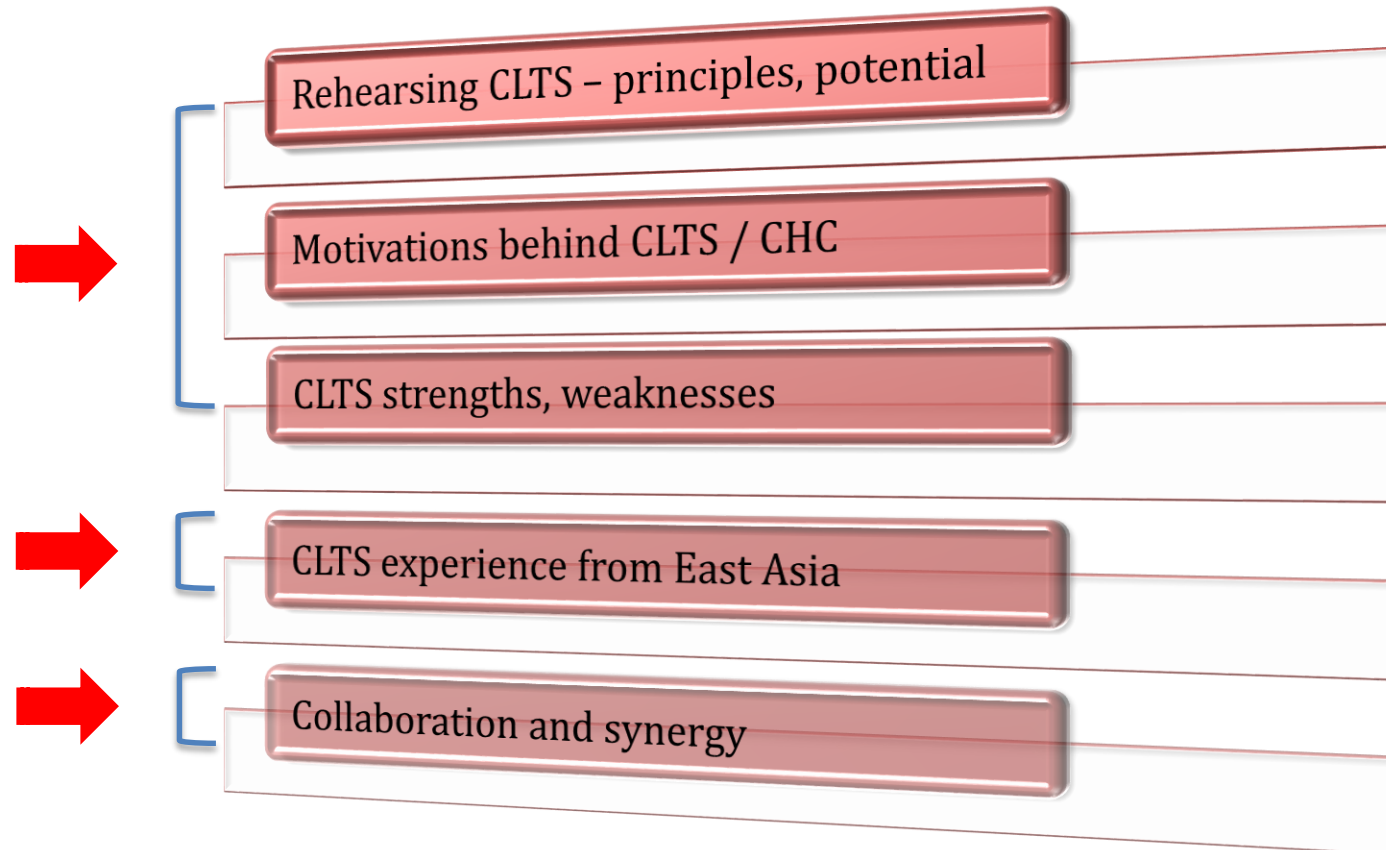 Rehearsing CLTS – principles, potential
Motivations behind CLTS / CHC
CLTS strengths, weaknesses
CLTS experience from East Asia
Collaboration and synergy